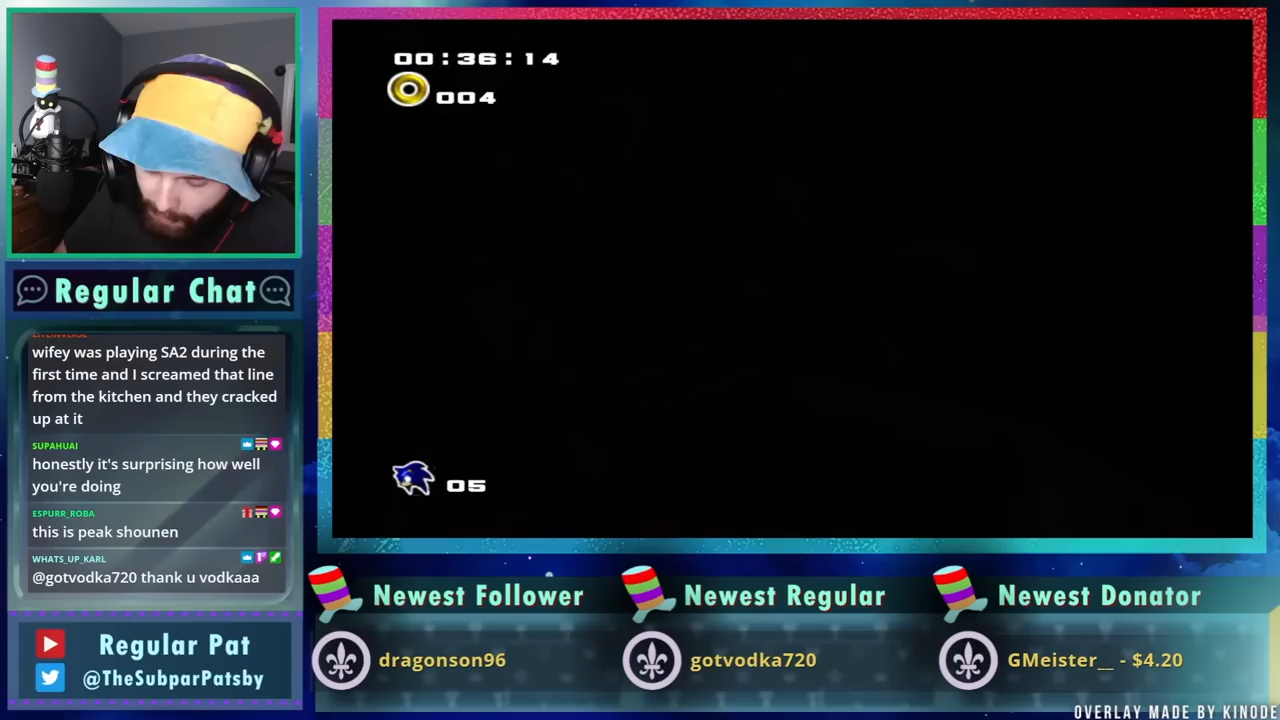 00:36:14
004
05
Regular Chat
wifey was playing SA2 during the
first time and I screamed that line
from the kitchen and they cracked
up at it
SUPAHUAI
honestly it's surprising how well
you're doing
ESPURR_ROBA
this is peak shounen
WHATS_UP_KARL
@gotvodka720 thank u vodkaaa
Regular Pat
@TheSubparPatsby
Newest Follower
dragonson96
Newest Regular
gotvodka720
Newest Donator
GMeister__ - $4.20
OVERLAY MADE BY KINODE